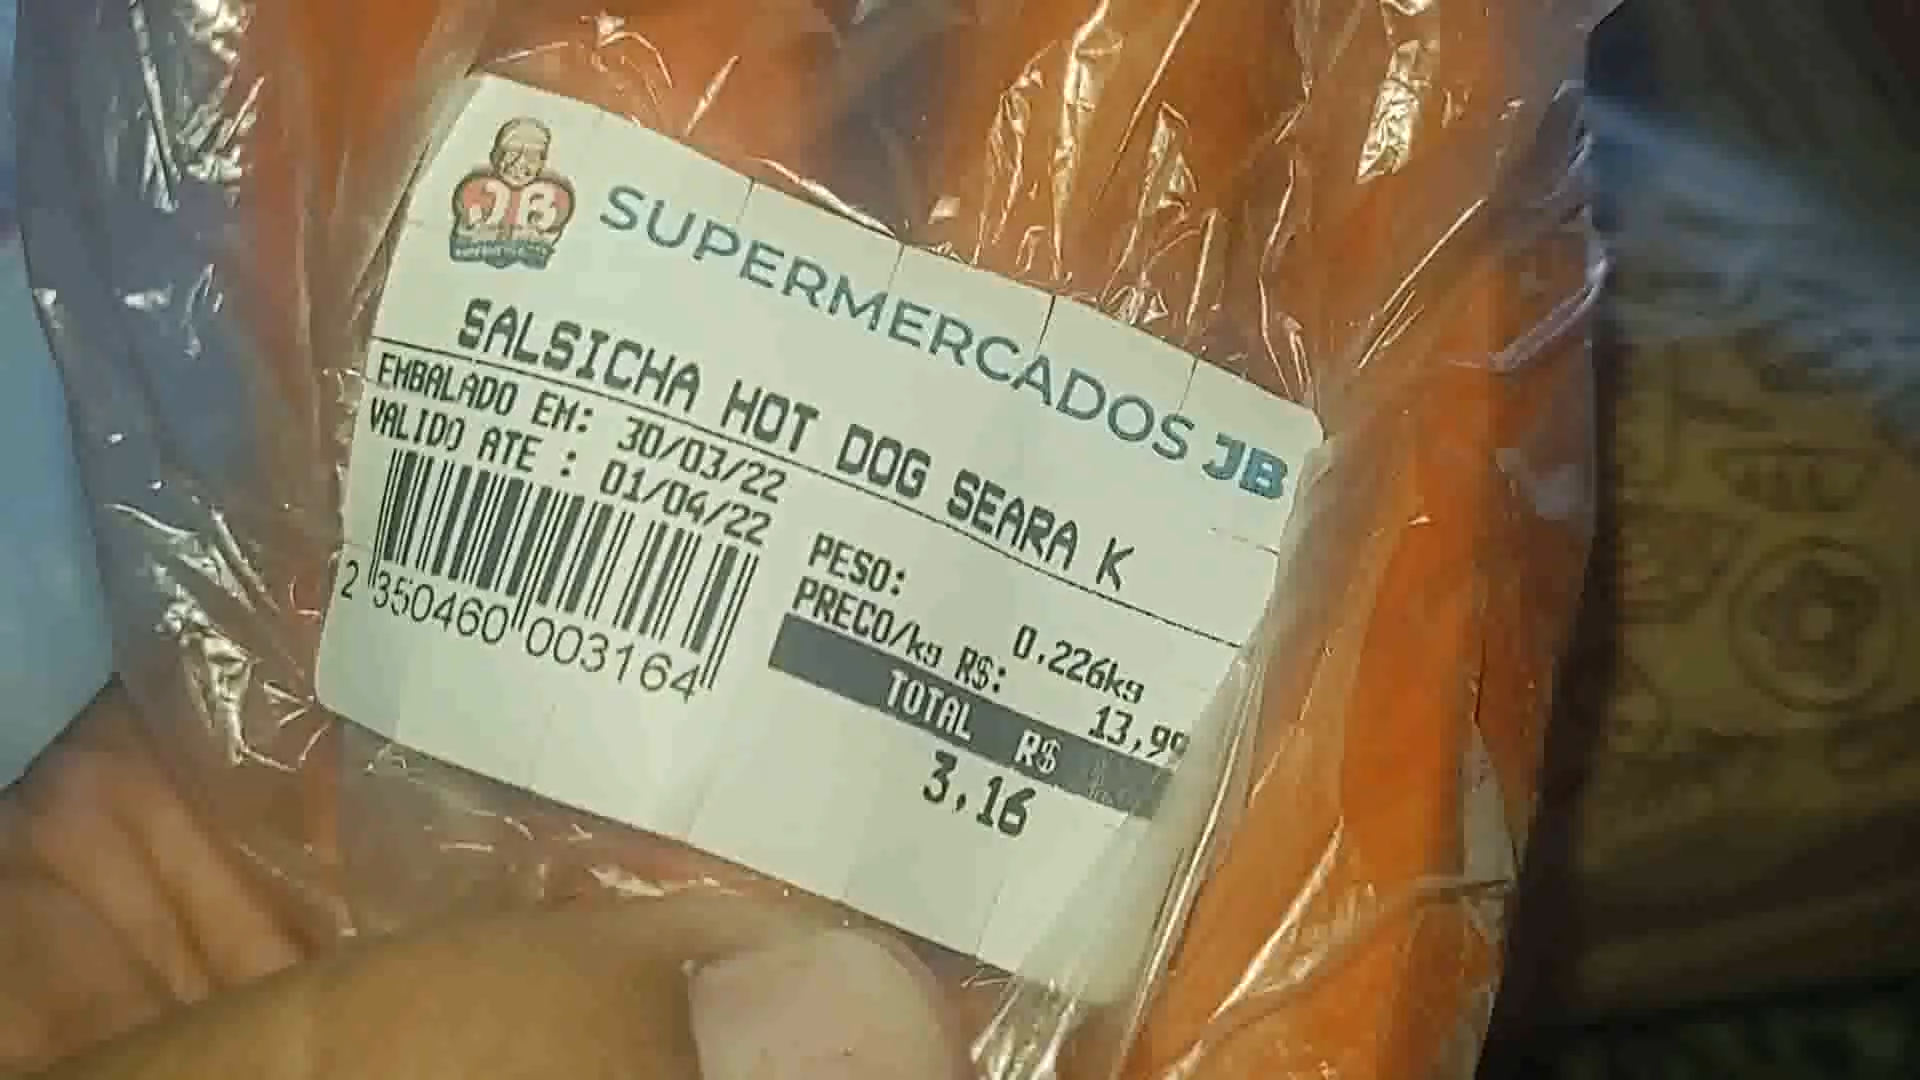 JB
SUPERMERCADOS JB
SALSICHA HOT DOG SEARA K
EMBALADO EM: 30/03/22
VALIDO ATE : 01/04/22
2 350460 003164
PESO: 0,226kg
PRECO/kg R$: 13,99
TOTAL R$
3,16